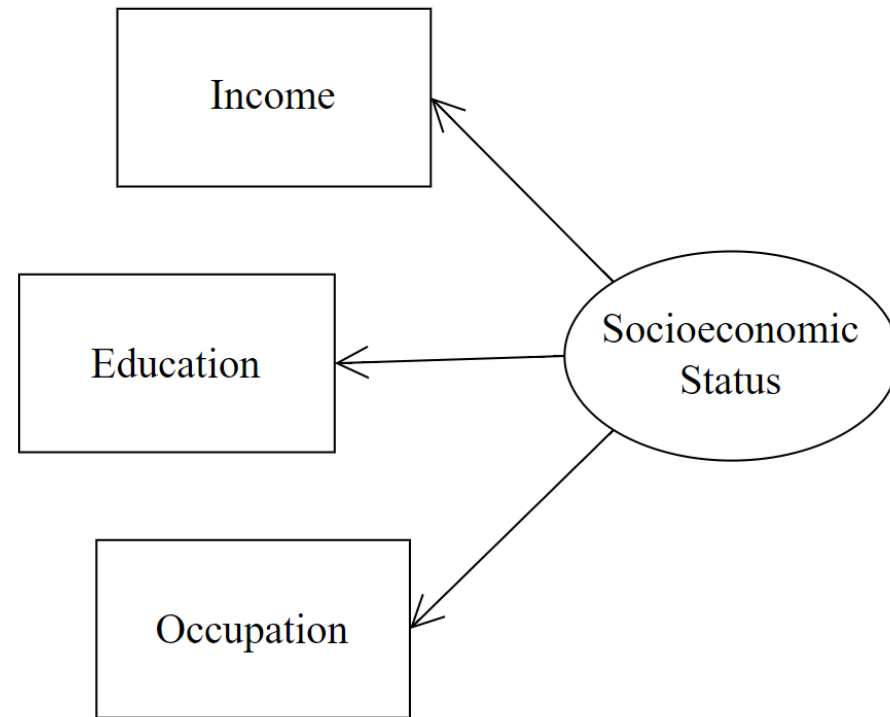 Income
Education
Socioeconomic
Status
Occupation